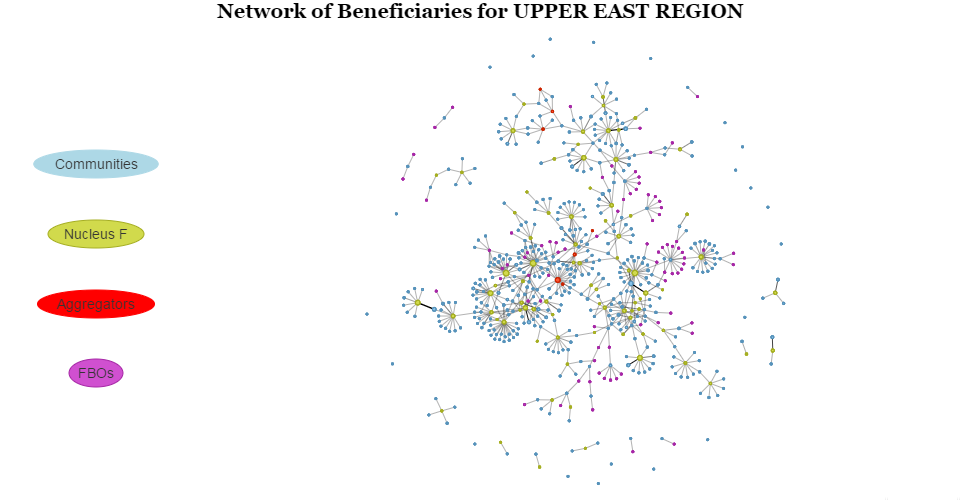 Network of Beneficiaries for UPPER EAST REGION
Communities
Nucleus F
Aggregators
FBOs